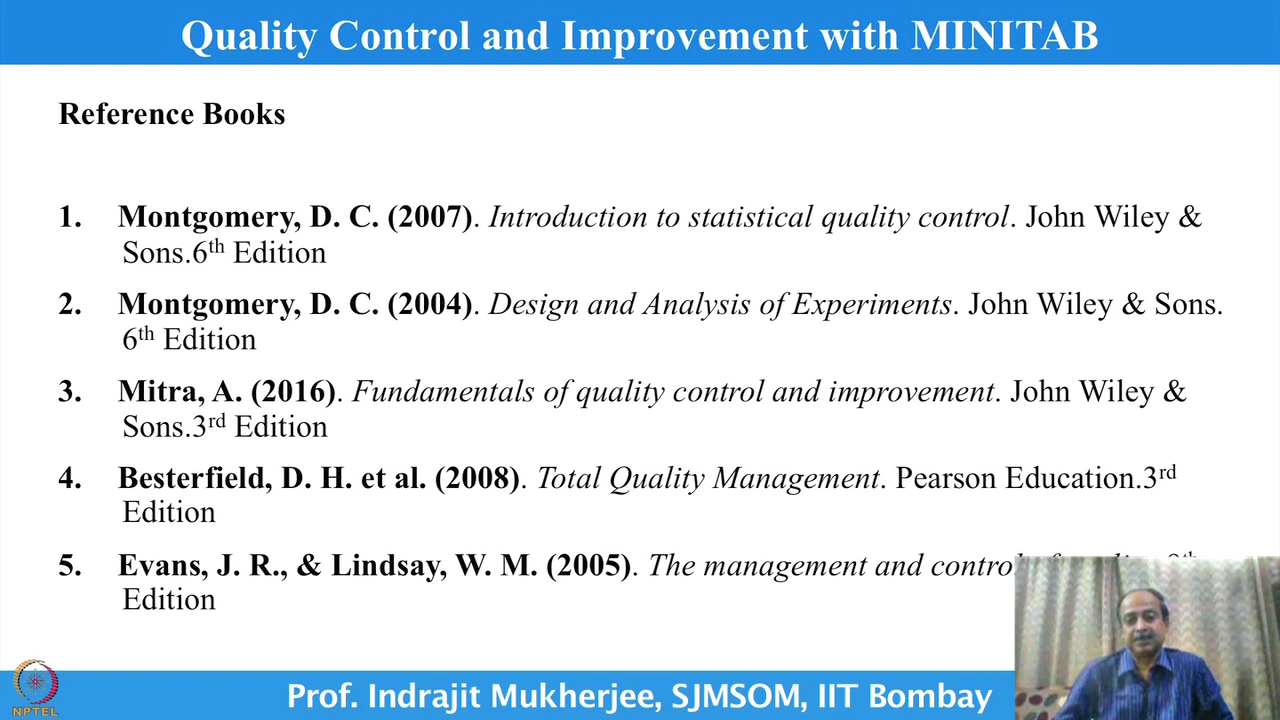 Quality Control and Improvement with MINITAB
Reference Books
1. Montgomery, D. C. (2007). Introduction to statistical quality control. John Wiley &
Sons.6th Edition
2. Montgomery, D. C. (2004). Design and Analysis of Experiments. John Wiley & Sons.
6th Edition
3. Mitra, A. (2016). Fundamentals of quality control and improvement. John Wiley &
Sons.3rd Edition
4. Besterfield, D. H. et al. (2008). Total Quality Management. Pearson Education.3rd
Edition
5. Evans, J. R., & Lindsay, W. M. (2005). The management and
Edition
Prof. Indrajit Mukherjee, SJMSOM, IIT Bombay
NPTEL